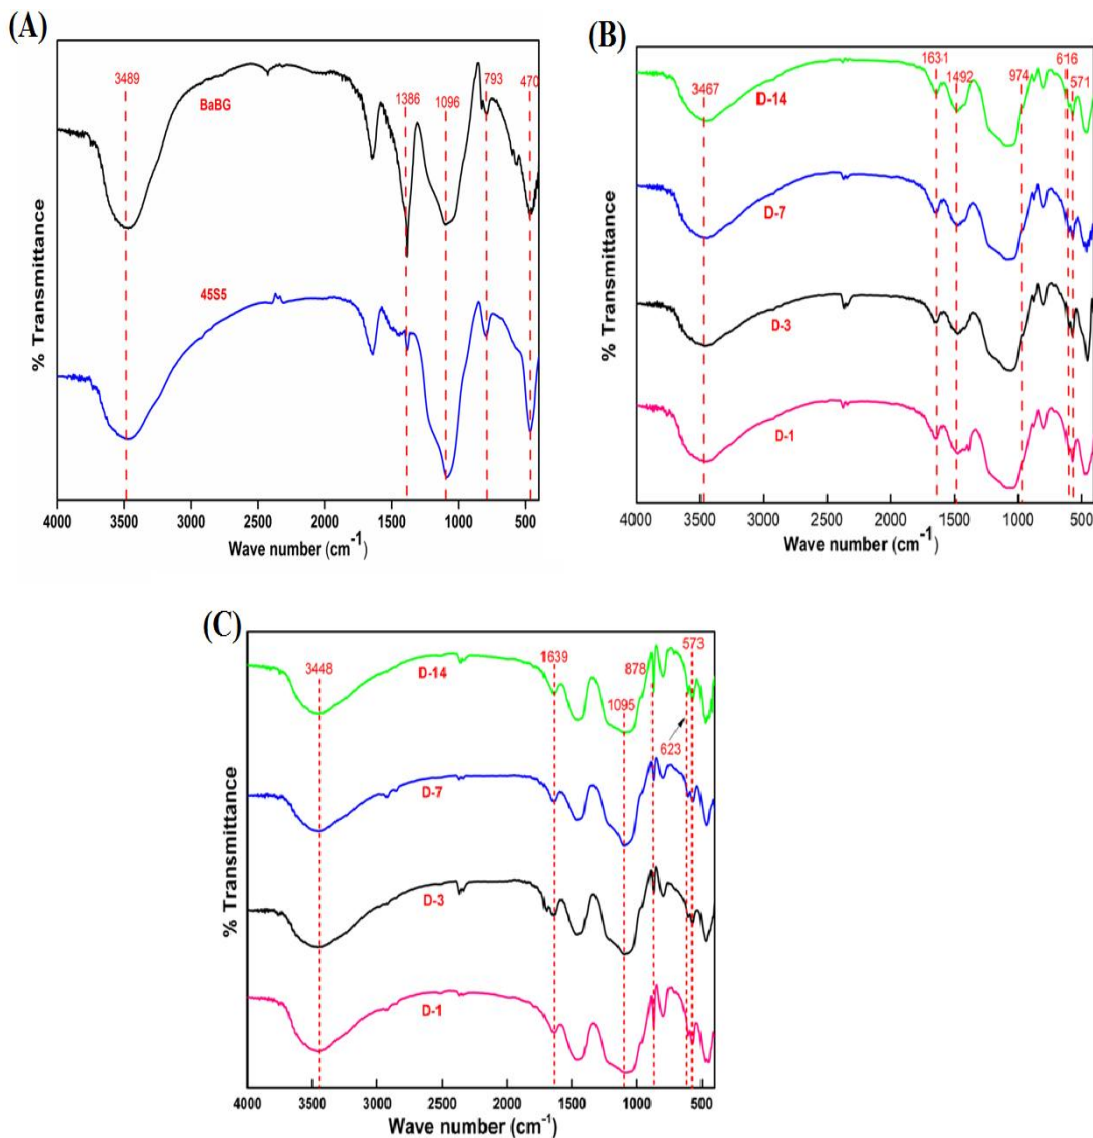 (A)
3489
1386
1096
793
470
BaBG
45S5
% Transmittance
4000 3500 3000 2500 2000 1500 1000 500
Wave number (cm-1)
(B)
1631
1492
974
616
571
3467
D-14
D-7
D-3
D-1
% Transmittance
4000 3500 3000 2500 2000 1500 1000 500
Wave number (cm-1)
(C)
3448
1639
1095
878
573
623
D-14
D-7
D-3
D-1
% Transmittance
4000 3500 3000 2500 2000 1500 1000 500
Wave number (cm-1)